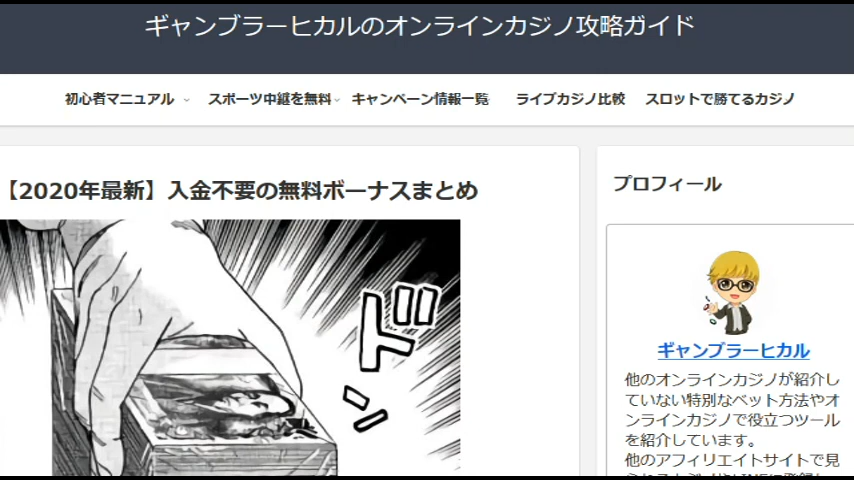 ギャンブラーヒカルのオンラインカジノ攻略ガイド
初心者マニュアル スポーツ中継を無料 キャンペーン情報一覧 ライブカジノ比較 スロットで勝てるカジノ
【2020年最新】入金不要の無料ボーナスまとめ
ドン
プロフィール
ギャンブラーヒカル
他のオンラインカジノが紹介し
ていない特別なベット方法やオ
ンラインカジノで役立つツール
を紹介しています。
他のアフィリエイトサイトで見